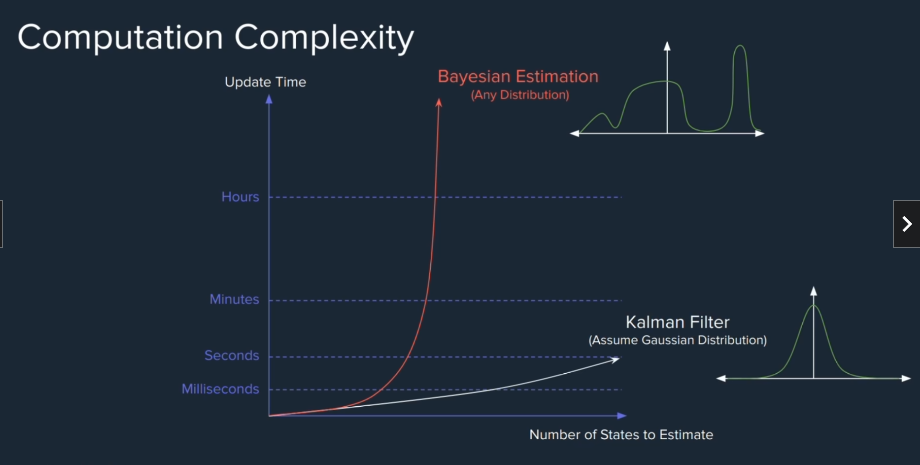 Computation Complexity
Update Time
Bayesian Estimation
(Any Distribution)
Hours
Minutes
Kalman Filter
(Assume Gaussian Distribution)
Seconds
Milliseconds
Number of States to Estimate